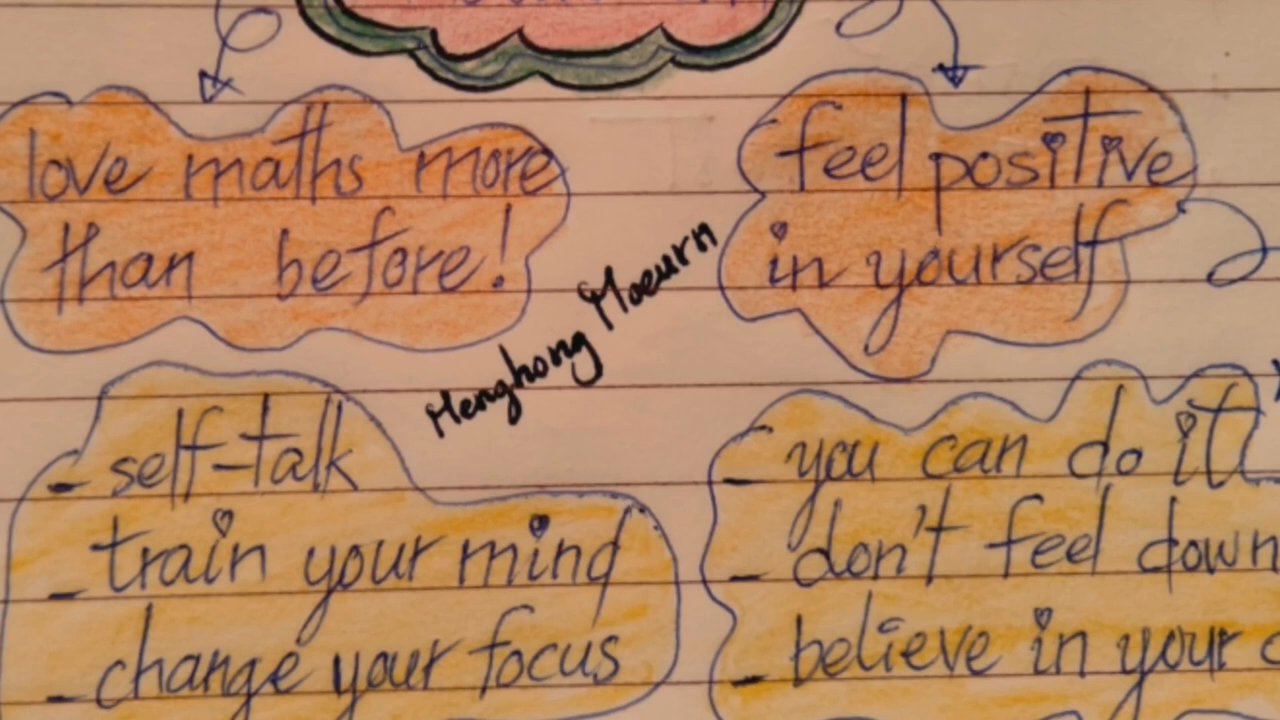 love maths more
than before!
feel positive
in yourself
Menghong Moeurn
- self-talk
- train your mind
- change your focus
- you can do it!
- don't feel down
- believe in your